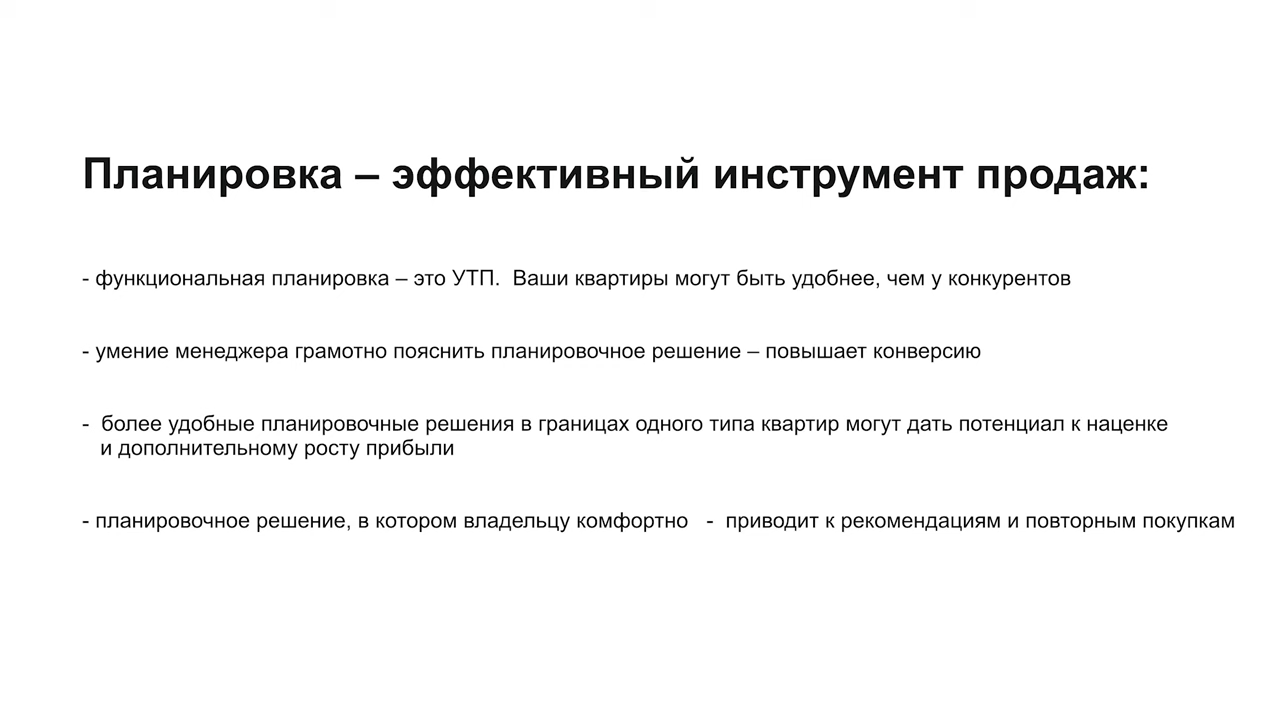 Планировка – эффективный инструмент продаж:
- функциональная планировка – это УТП.  Ваши квартиры могут быть удобнее, чем у конкурентов
- умение менеджера грамотно пояснить планировочное решение – повышает конверсию
-  более удобные планировочные решения в границах одного типа квартир могут дать потенциал к наценке
и дополнительному росту прибыли
- планировочное решение, в котором владельцу комфортно   -  приводит к рекомендациям и повторным покупкам